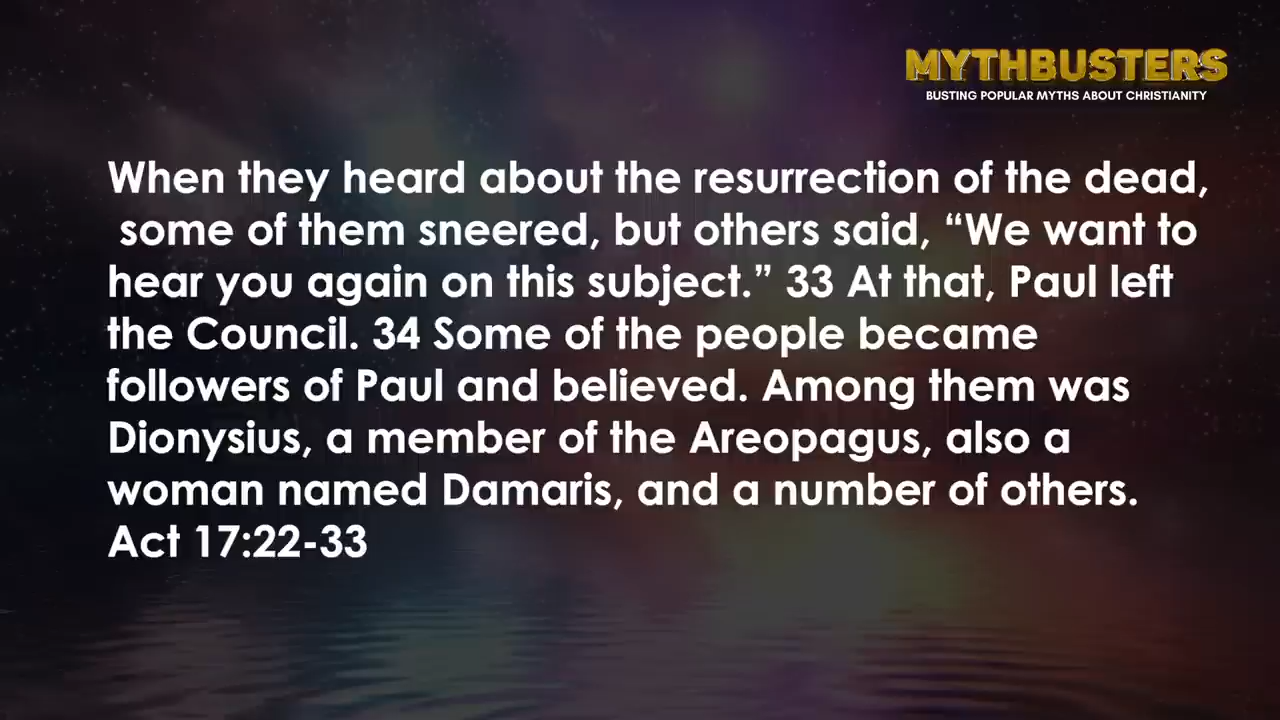 MYTHBUSTERS
BUSTING POPULAR MYTHS ABOUT CHRISTIANITY
When they heard about the resurrection of the dead,
some of them sneered, but others said, “We want to
hear you again on this subject.” 33 At that, Paul left
the Council. 34 Some of the people became
followers of Paul and believed. Among them was
Dionysius, a member of the Areopagus, also a
woman named Damaris, and a number of others.
Act 17:22-33